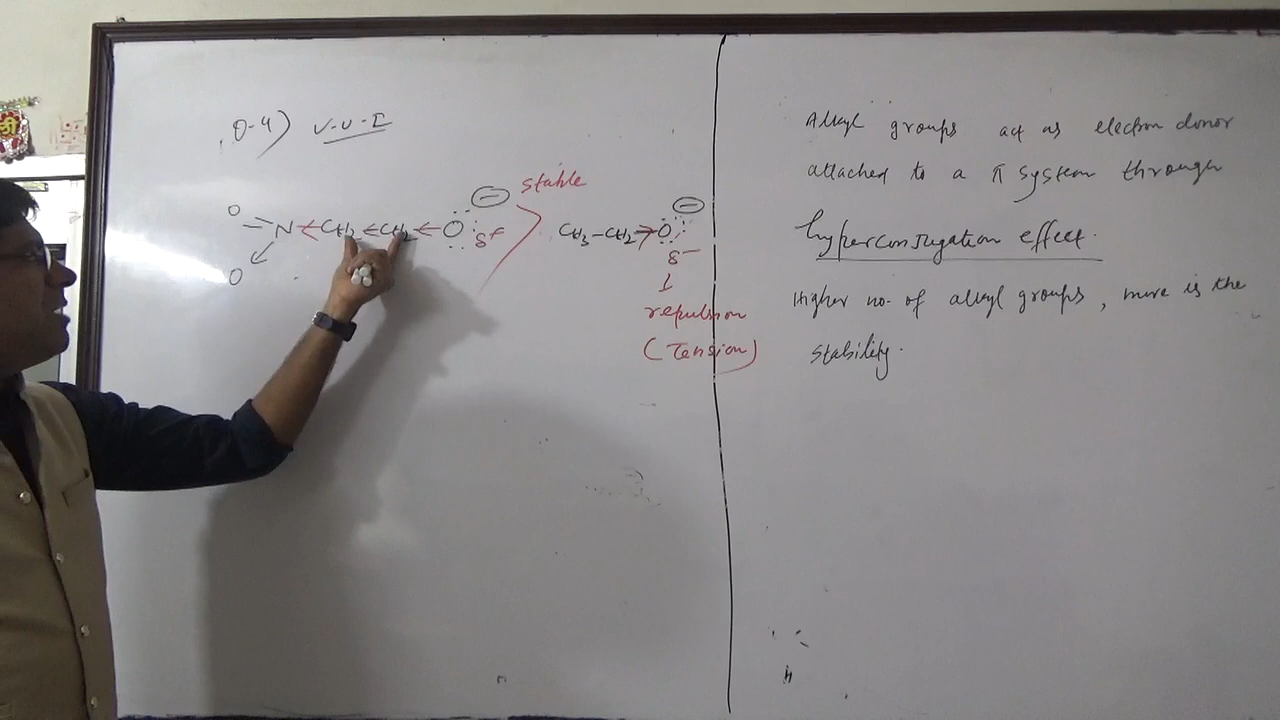 Q-4) V-V-I
O = N ← CH2 ← CH2 ← O⊖ δ+ > CH3-CH2→O⊖ δ-
O
stable
repulsion
(Tension)
Alkyl groups act as electron donor
attached to a π system through
hyperconjugation effect.
Higher no. of alkyl groups, more is the
stability.